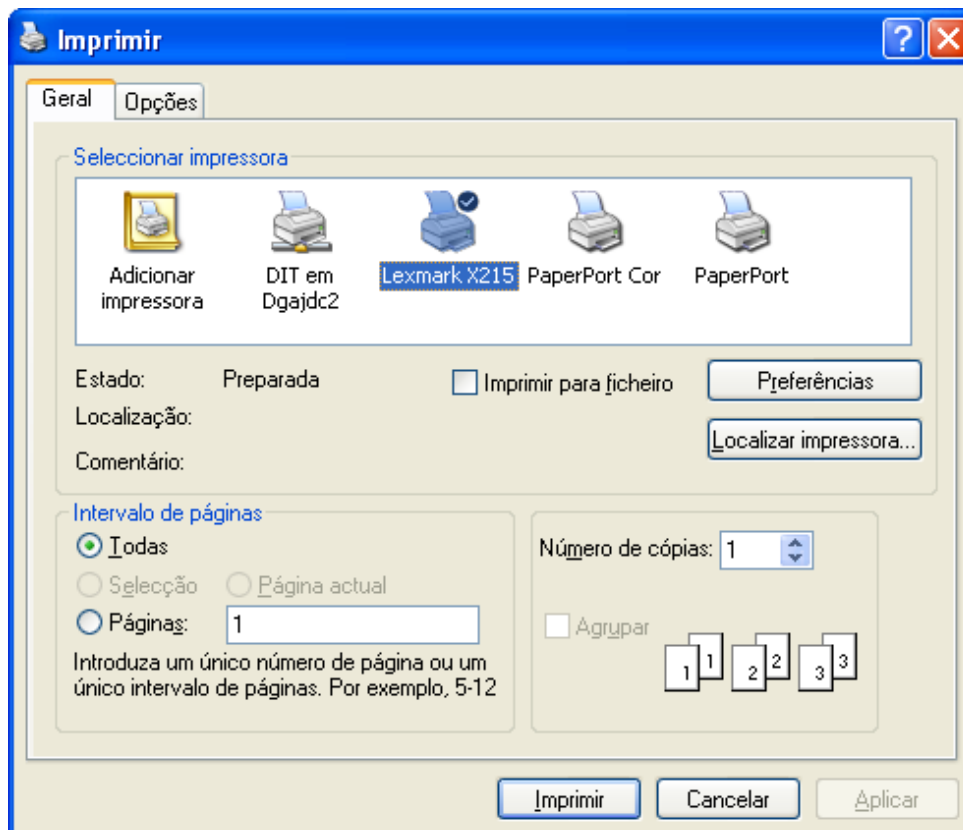 Imprimir
Geral
Opções
Seleccionar impressora
Adicionar impressora
DIT em Dgajdc2
Lexmark X215
PaperPort Cor
PaperPort
Estado: Preparada
Imprimir para ficheiro
Preferências
Localização:
Localizar impressora...
Comentário:
Intervalo de páginas
Todas
Selecção
Página actual
Páginas: 1
Introduza um único número de página ou um
único intervalo de páginas. Por exemplo, 5-12
Número de cópias: 1
Agrupar
1 1 2 2 3 3
Imprimir
Cancelar
Aplicar